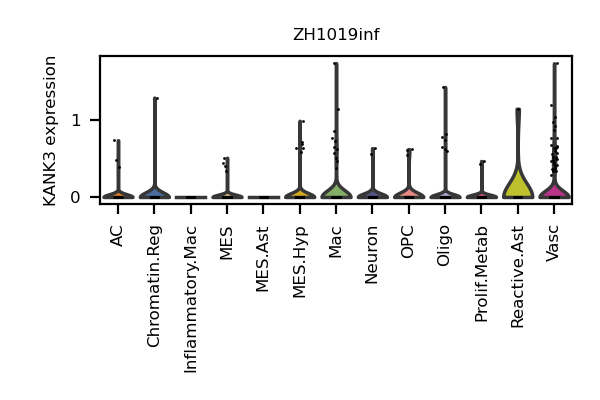 ZH1019inf
KANK3 expression
1
0
AC
Chromatin.Reg
Inflammatory.Mac
MES
MES.Ast
MES.Hyp
Mac
Neuron
OPC
Oligo
Prolif.Metab
Reactive.Ast
Vasc